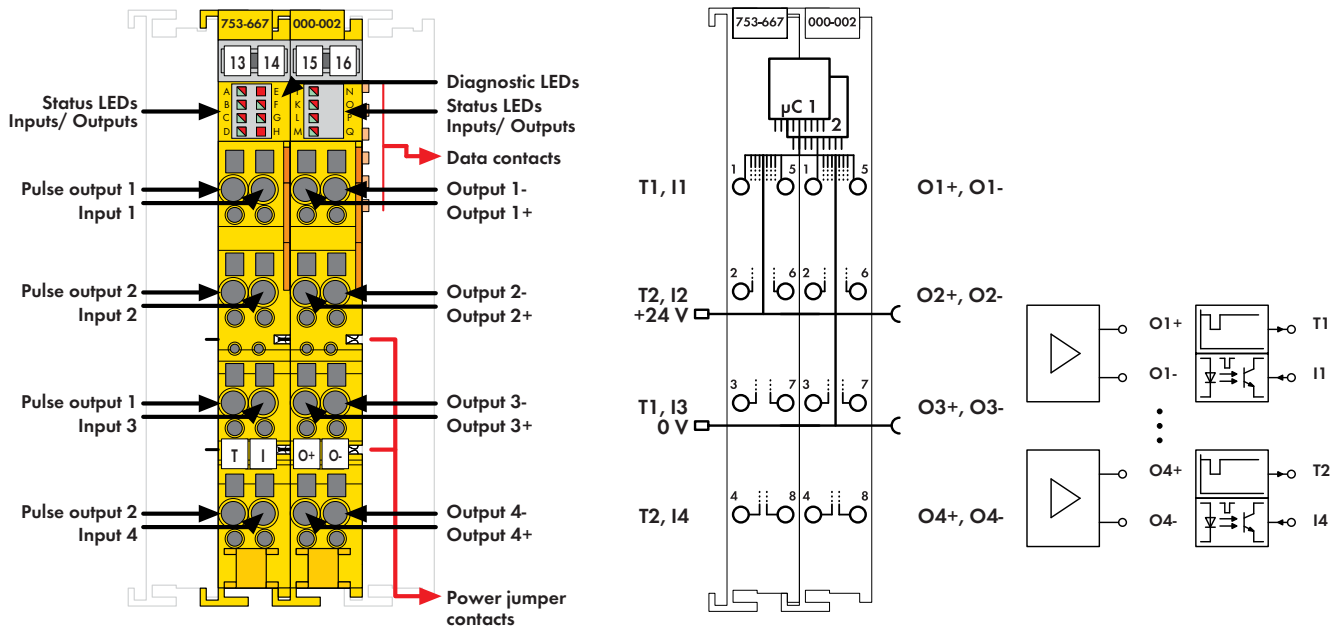 753-667 000-002
13 14 15 16
A E I N
B F K O
C G L P
D H M Q
Status LEDs
Inputs/ Outputs
Diagnostic LEDs
Status LEDs
Inputs/ Outputs
Data contacts
Pulse output 1
Input 1
Output 1-
Output 1+
Pulse output 2
Input 2
Output 2-
Output 2+
Pulse output 1
Input 3
Output 3-
Output 3+
T I O+ O-
Pulse output 2
Input 4
Output 4-
Output 4+
Power jumper
contacts
753-667 000-002
µC 1
2
1 5 1 5
T1, I1
O1+, O1-
2 6 2 6
T2, I2
+24 V
O2+, O2-
3 7 3 7
T1, I3
0 V
O3+, O3-
4 8 4 8
T2, I4
O4+, O4-
O1+
O1-
T1
I1
O4+
O4-
T2
I4